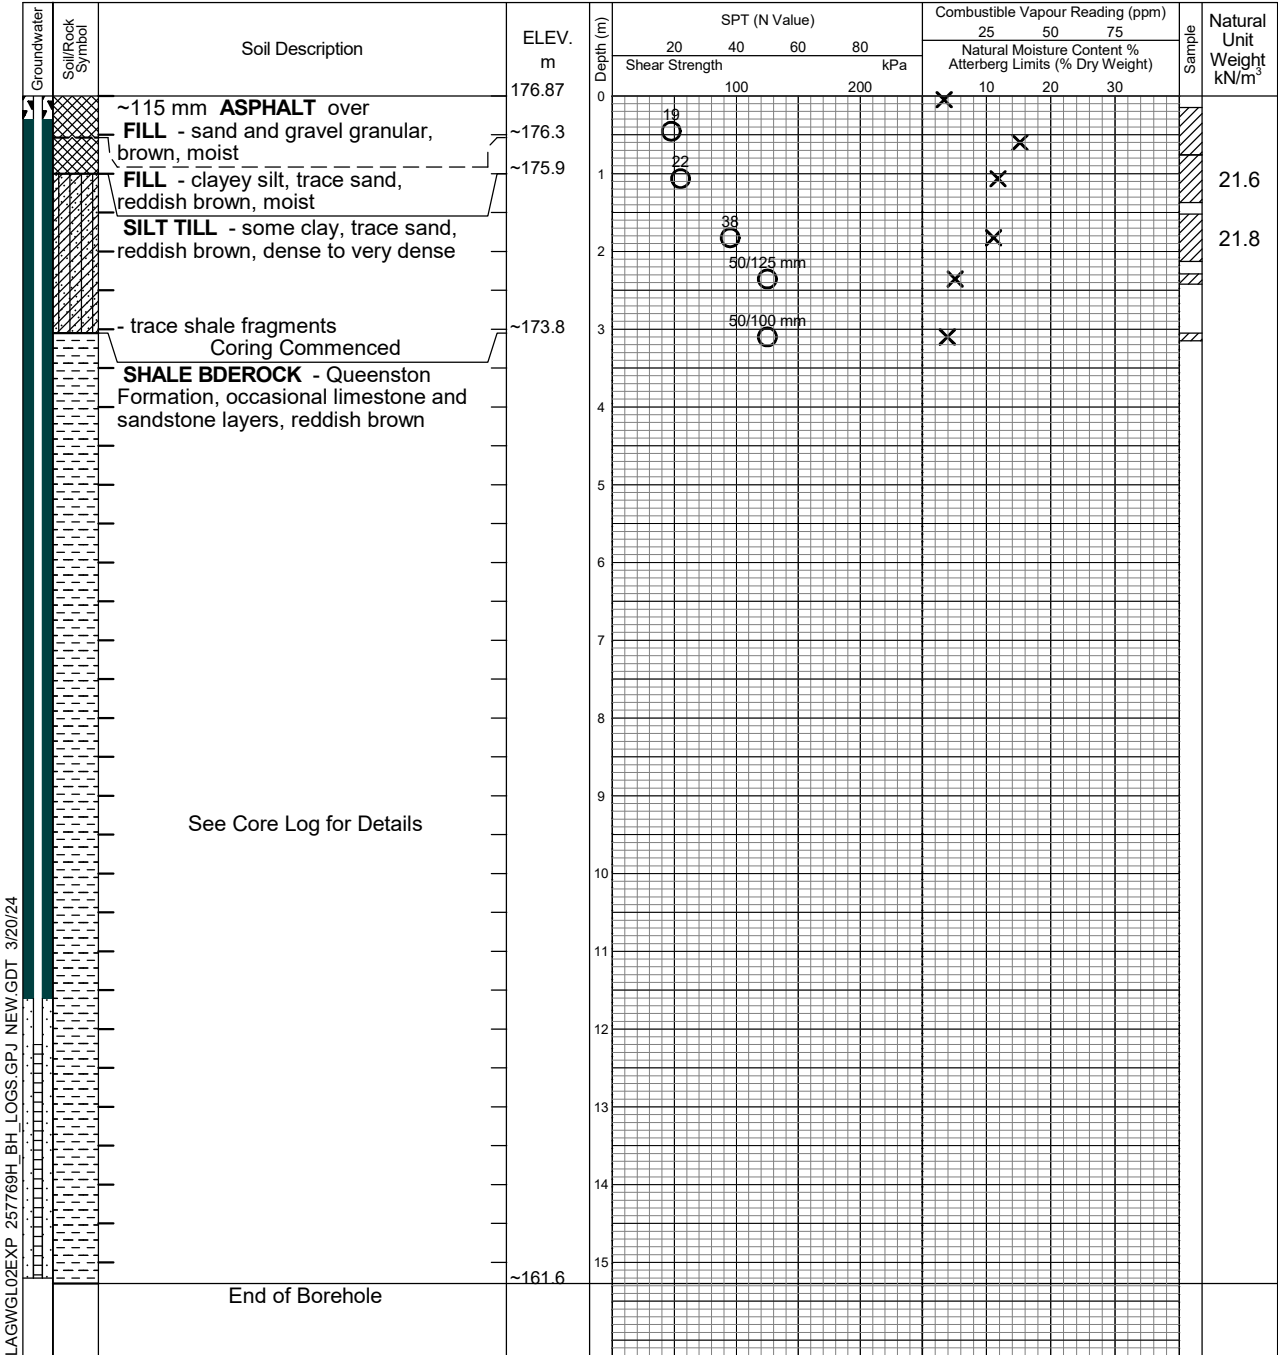 Groundwater
Soil/Rock
Symbol
Soil Description
ELEV.
m
176.87
Depth (m)
SPT (N Value)
20 40 60 80
Shear Strength kPa
100 200
Combustible Vapour Reading (ppm)
25 50 75
Natural Moisture Content %
Atterberg Limits (% Dry Weight)
10 20 30
Sample
Natural
Unit
Weight
kN/m³
~115 mm ASPHALT over
FILL - sand and gravel granular,
brown, moist
~176.3
~175.9
FILL - clayey silt, trace sand,
reddish brown, moist
SILT TILL - some clay, trace sand,
reddish brown, dense to very dense
- trace shale fragments
~173.8
Coring Commenced
SHALE BDEROCK - Queenston
Formation, occasional limestone and
sandstone layers, reddish brown
See Core Log for Details
~161.6
End of Borehole
0
1
2
3
4
5
6
7
8
9
10
11
12
13
14
15
19
22
38
50/125 mm
50/100 mm
21.6
21.8
LAGWGL02EXP 257769H_BH_LOGS.GPJ NEW.GDT 3/20/24